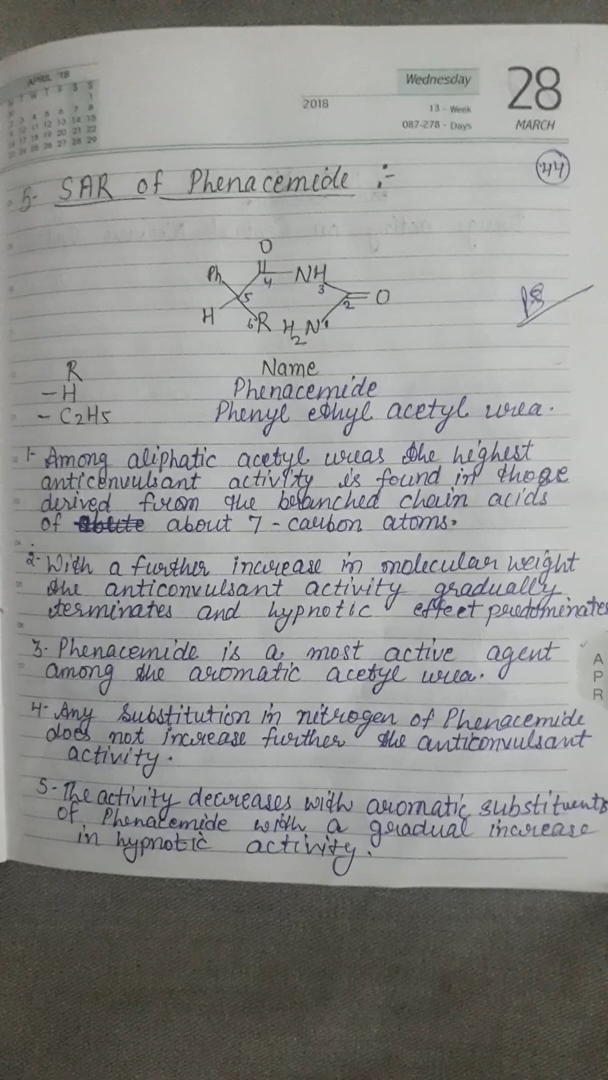 APRIL '18
Wednesday
28
2018
13 - Week
087-278 - Days
MARCH
44
5- SAR of Phenacemide :-
O
Ph
4
NH
3
5
2
O
H
6R
H2N1
R Name
-H Phenacemide
- C2H5 Phenyl ethyl acetyl urea.
1- Among aliphatic acetyl ureas the highest
anticonvulsant activity is found in those
derived from the branched chain acids
of about 7-carbon atoms.
2- With a further increase in molecular weight
the anticonvulsant activity gradually
terminates and hypnotic effect predominates
3. Phenacemide is a most active agent
among the aromatic acetyl urea.
4- Any substitution in nitrogen of Phenacemide
does not increase further the anticonvulsant
activity.
5- The activity decreases with aromatic substituents
of Phenacemide with a gradual increase
in hypnotic activity.
A
P
R